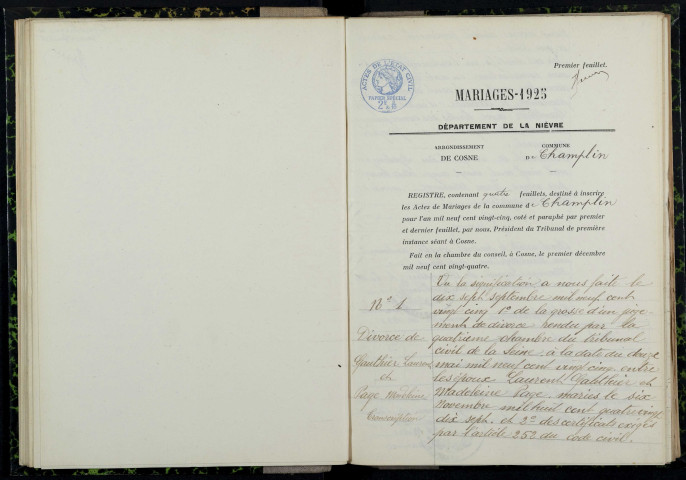 Premier feuillet.
ACTES DE L'ÉTAT CIVIL
PAPIER SPÉCIAL
MARIAGES-1925
DÉPARTEMENT DE LA NIÈVRE
ARRONDISSEMENT
DE COSNE
COMMUNE
DE Champlin
REGISTRE, contenant quatre feuillets, destiné à inscrire
les Actes de Mariages de la commune de Champlin
pour l'an mil neuf cent vingt-cinq, coté et paraphé par premier
et dernier feuillet, par nous, Président du Tribunal de première
instance séant à Cosne.
Fait en la chambre du conseil, à Cosne, le premier décembre
mil neuf cent vingt-quatre.
No 1
Divorce de
Gauthier Laurent
et
Page Madeleine
Transcription
Vu la signification a nous faite le
dix sept septembre mil neuf cent
vingt cinq 1o de la grosse d'un juge-
ment de divorce rendue par la
quatrième chambre du tribunal
civil de la Seine à la date du douze
mai mil neuf cent vingt cinq entre
les époux Laurent Gauthier et
Madeleine Page, mariés le six
Novembre mil huit cent quatre vingt
dix sept, et 2o des certificats exigés
par l'article 252 du code civil.